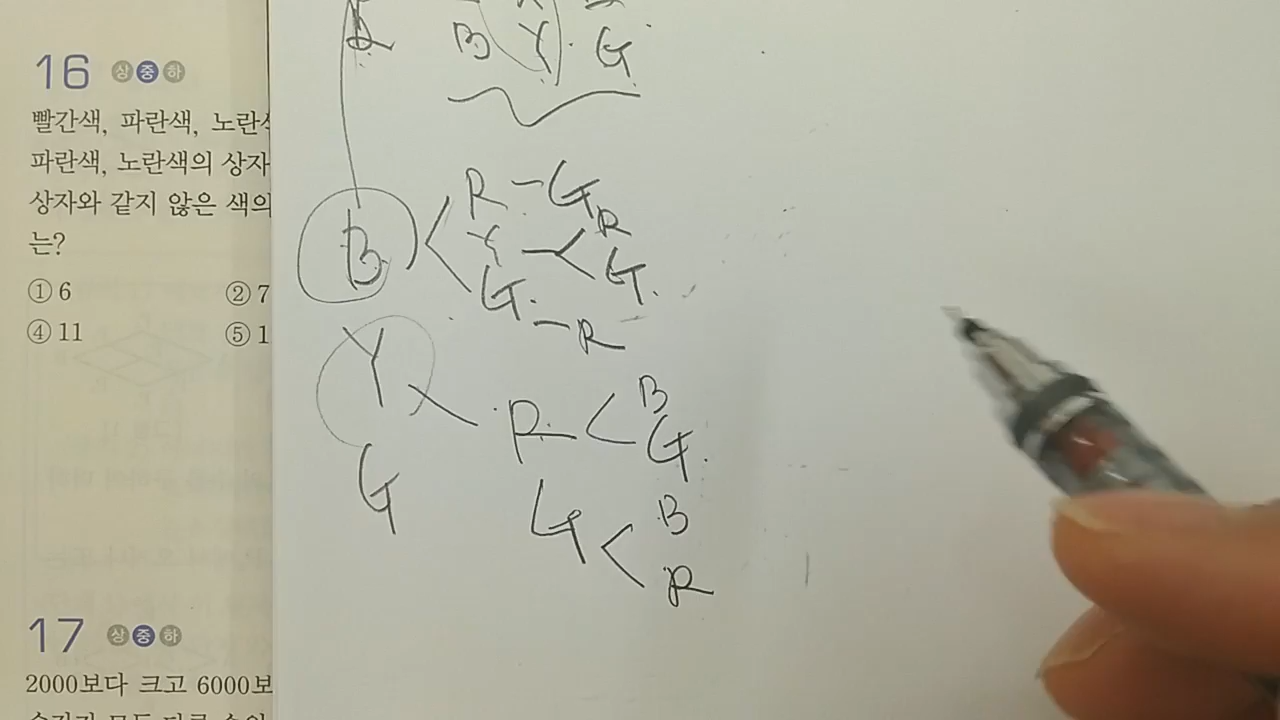 16 상 중 하
빨간색, 파란색, 노란
파란색, 노란색의 상자
상자와 같지 않은 색의
는?
① 6 ② 7
④ 11 ⑤ 1
17 상 중 하
2000보다 크고 6000보
R
B Y G
B
R - G
Y R
G
G - R
Y
R B
G
G B
R
G